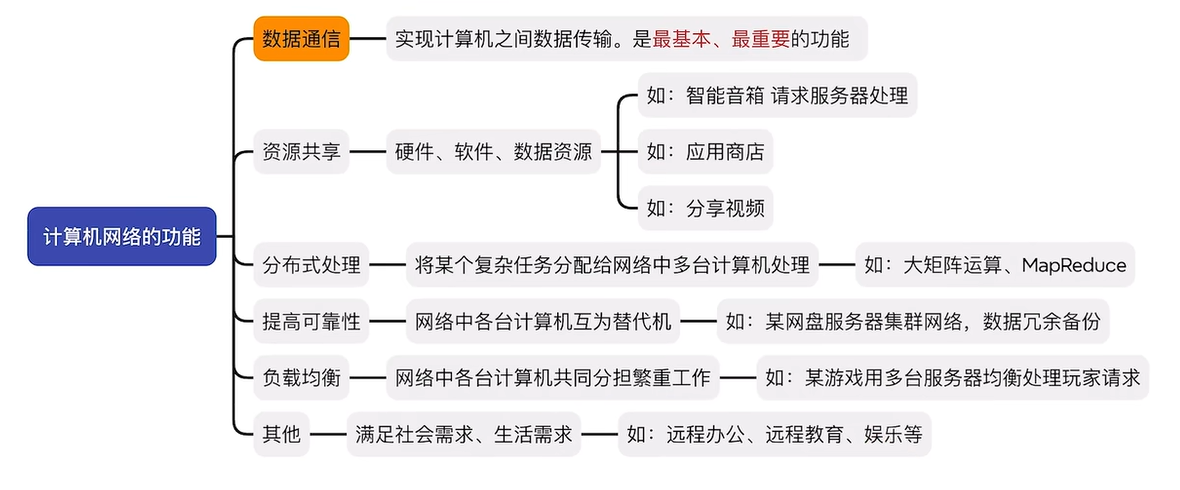 计算机网络的功能
数据通信
实现计算机之间数据传输。是最基本、最重要的功能
资源共享
硬件、软件、数据资源
如：智能音箱 请求服务器处理
如：应用商店
如：分享视频
分布式处理
将某个复杂任务分配给网络中多台计算机处理
如：大矩阵运算、MapReduce
提高可靠性
网络中各台计算机互为替代机
如：某网盘服务器集群网络，数据冗余备份
负载均衡
网络中各台计算机共同分担繁重工作
如：某游戏用多台服务器均衡处理玩家请求
其他
满足社会需求、生活需求
如：远程办公、远程教育、娱乐等